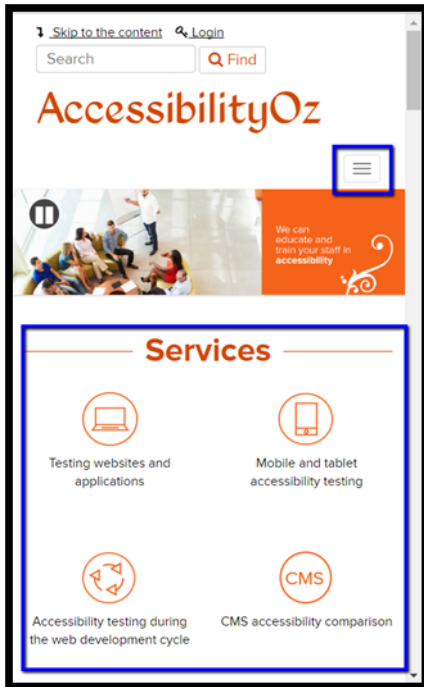 Skip to the content Login
Search Find
AccessibilityOz
We can
educate and
train your staff in
accessibility
Services
Testing websites and
applications
Mobile and tablet
accessibility testing
Accessibility testing during
the web development cycle
CMS
CMS accessibility comparison